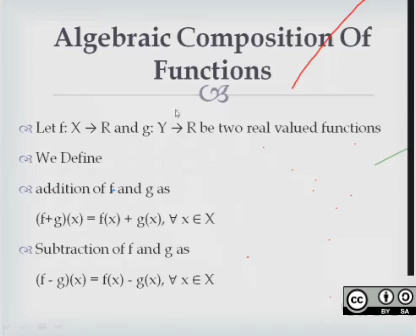 Algebraic Composition Of
Functions
Let f: X → R and g: Y → R be two real valued functions
We Define
addition of f and g as
(f+g)(x) = f(x) + g(x), ∀ x ∈ X
Subtraction of f and g as
(f - g)(x) = f(x) - g(x), ∀ x ∈ X
cc
BY SA